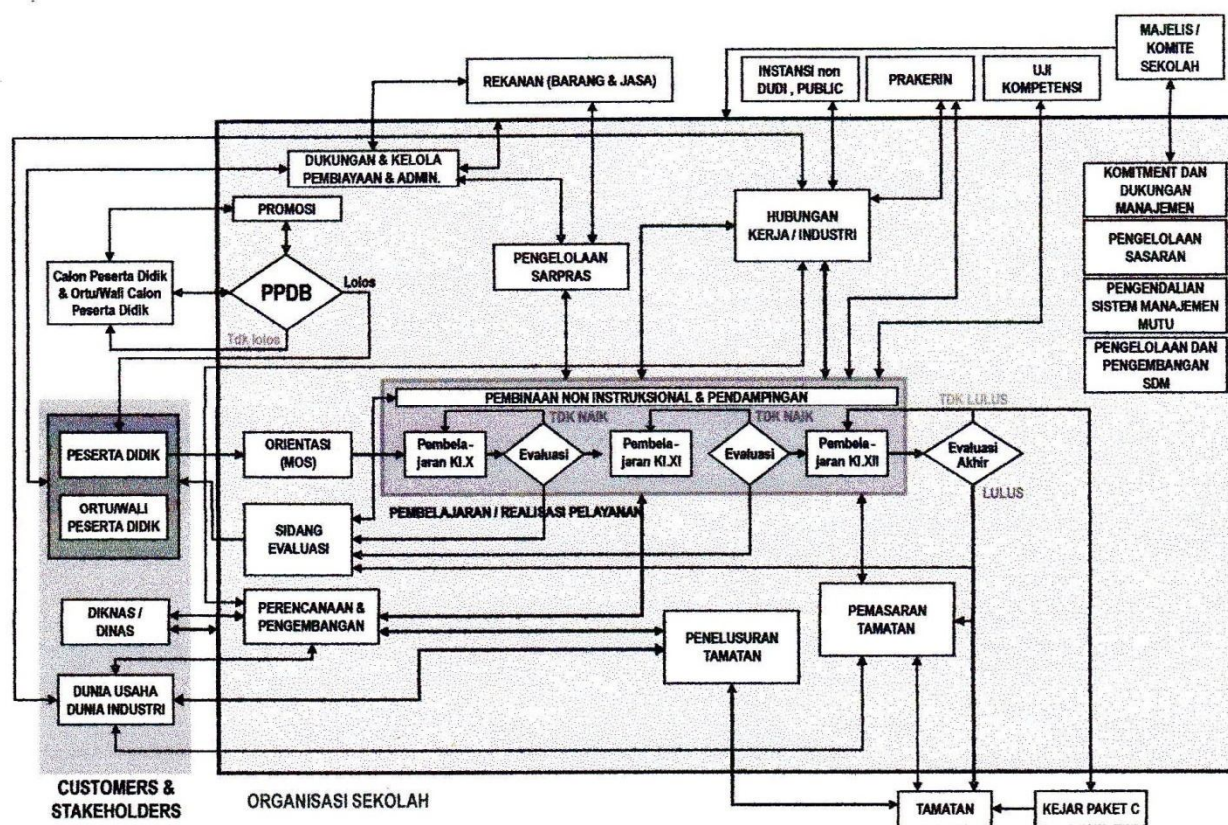 MAJELIS /
KOMITE
SEKOLAH
REKANAN (BARANG & JASA)
INSTANSI non
DUDI , PUBLIC
PRAKERIN
UJI
KOMPETENSI
DUKUNGAN & KELOLA
PEMBIAYAAN & ADMIN.
KOMITMENT DAN
DUKUNGAN
MANAJEMEN
PROMOSI
HUBUNGAN
KERJA / INDUSTRI
PENGELOLAAN
SARPRAS
PENGELOLAAN
SASARAN
Calon Peserta Didik
& Ortu/Wali Calon
Peserta Didik
PPDB
Lolos
Tdk lolos
PENGENDALIAN
SISTEM MANAJEMEN
MUTU
PENGELOLAAN DAN
PENGEMBANGAN
SDM
PEMBINAAN NON INSTRUKSIONAL & PENDAMPINGAN
TDK NAIK
TDK NAIK
TDK LULUS
PESERTA DIDIK
ORIENTASI
(MOS)
Pembela-
jaran Kl.X
Evaluasi
Pembela-
jaran Kl.XI
Evaluasi
Pembela-
jaran Kl.XII
Evaluasi
Akhir
LULUS
ORTU/WALI
PESERTA DIDIK
PEMBELAJARAN / REALISASI PELAYANAN
SIDANG
EVALUASI
DIKNAS /
DINAS
PERENCANAAN &
PENGEMBANGAN
PENELUSURAN
TAMATAN
PEMASARAN
TAMATAN
DUNIA USAHA
DUNIA INDUSTRI
CUSTOMERS &
STAKEHOLDERS
ORGANISASI SEKOLAH
TAMATAN
KEJAR PAKET C